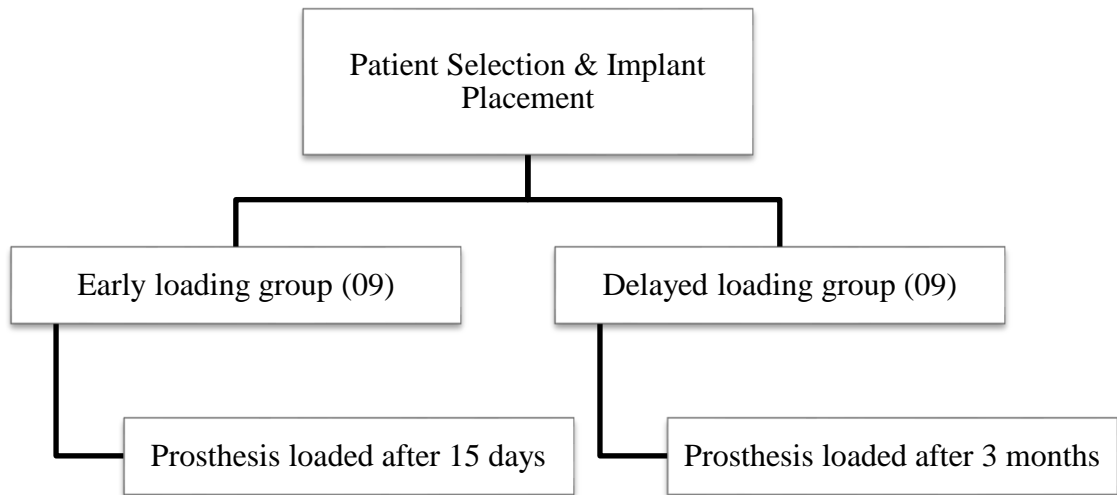 Patient Selection & Implant
Placement
Early loading group (09)
Delayed loading group (09)
Prosthesis loaded after 15 days
Prosthesis loaded after 3 months